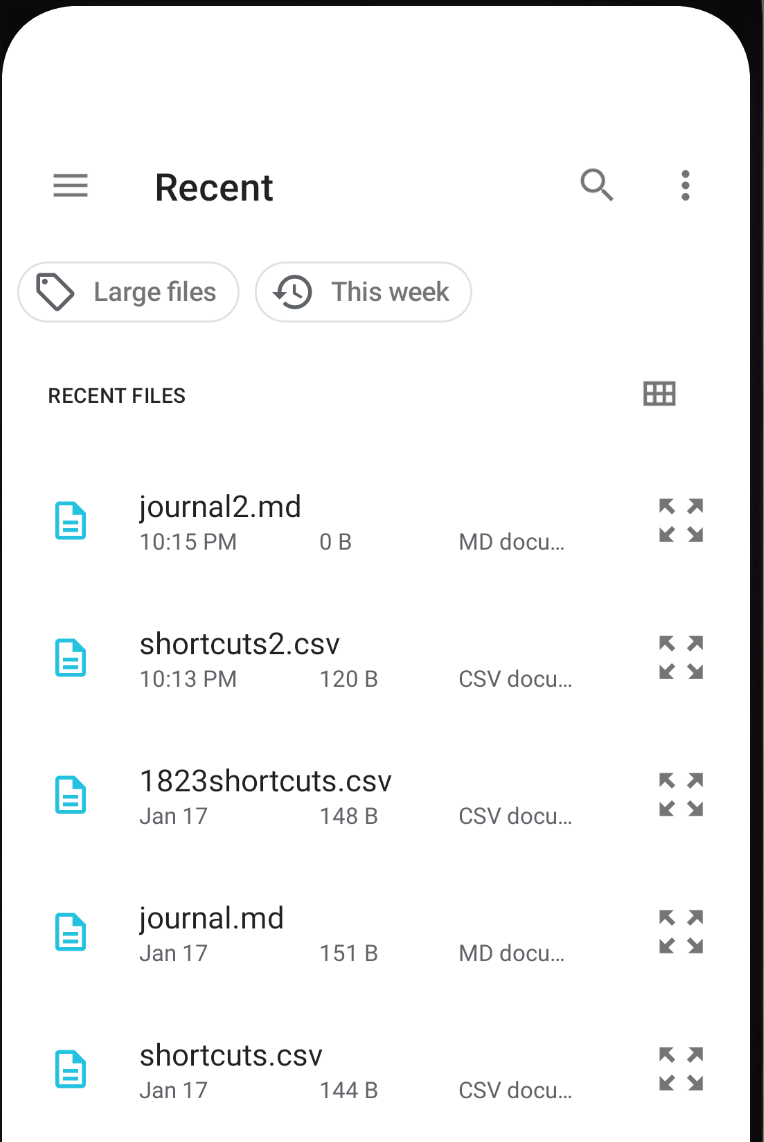 Recent
Large files
This week
RECENT FILES
journal2.md
10:15 PM 0 B MD docu...
shortcuts2.csv
10:13 PM 120 B CSV docu...
1823shortcuts.csv
Jan 17 148 B CSV docu...
journal.md
Jan 17 151 B MD docu...
shortcuts.csv
Jan 17 144 B CSV docu...